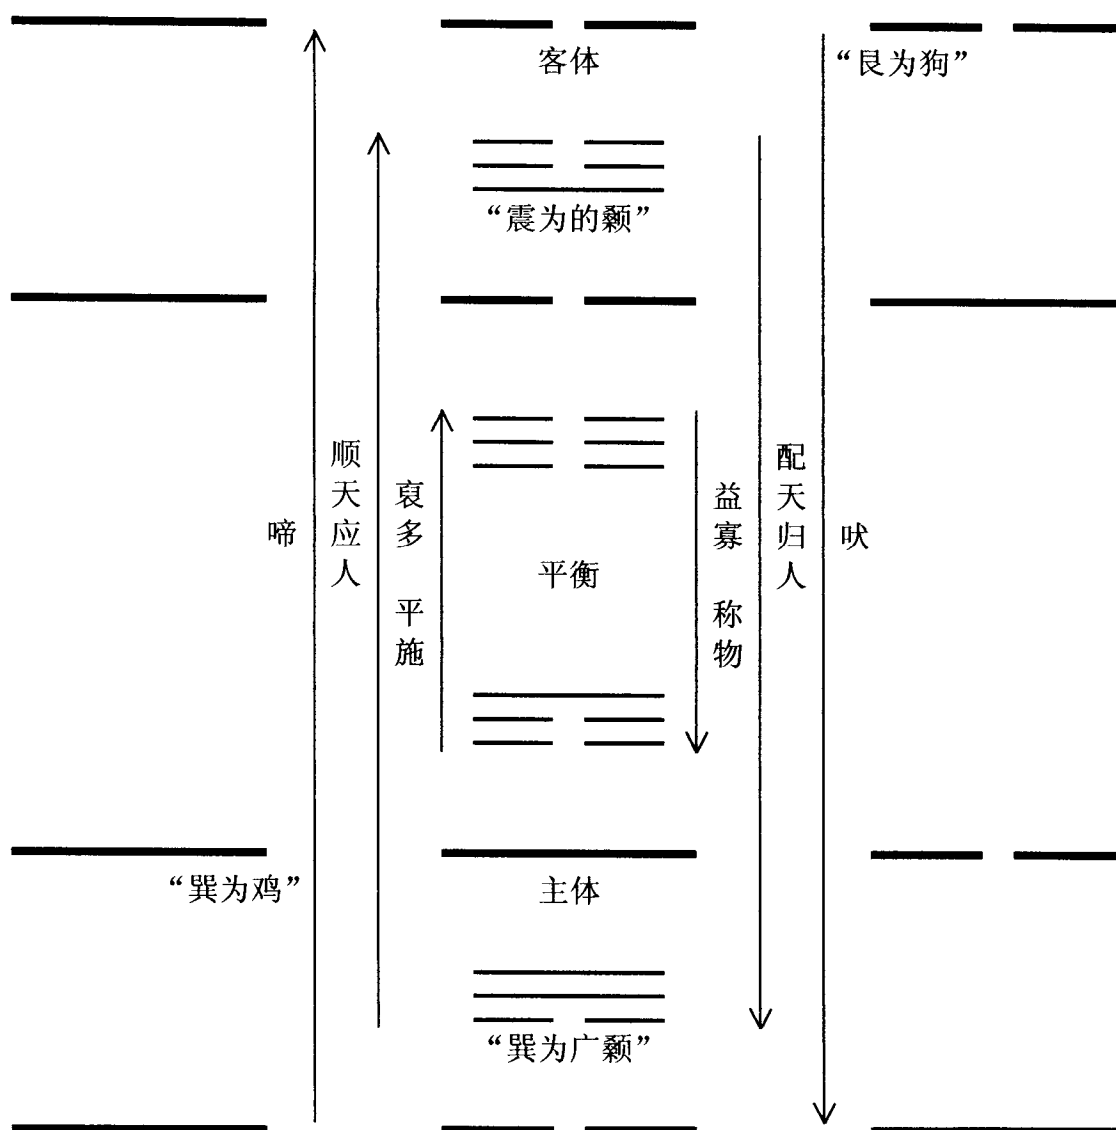 客体
“艮为狗”
“震为的颡”
啼
顺天应人
裒多 平施
平衡
益寡 称物
配天归人
吠
“巽为鸡”
主体
“巽为广颡”